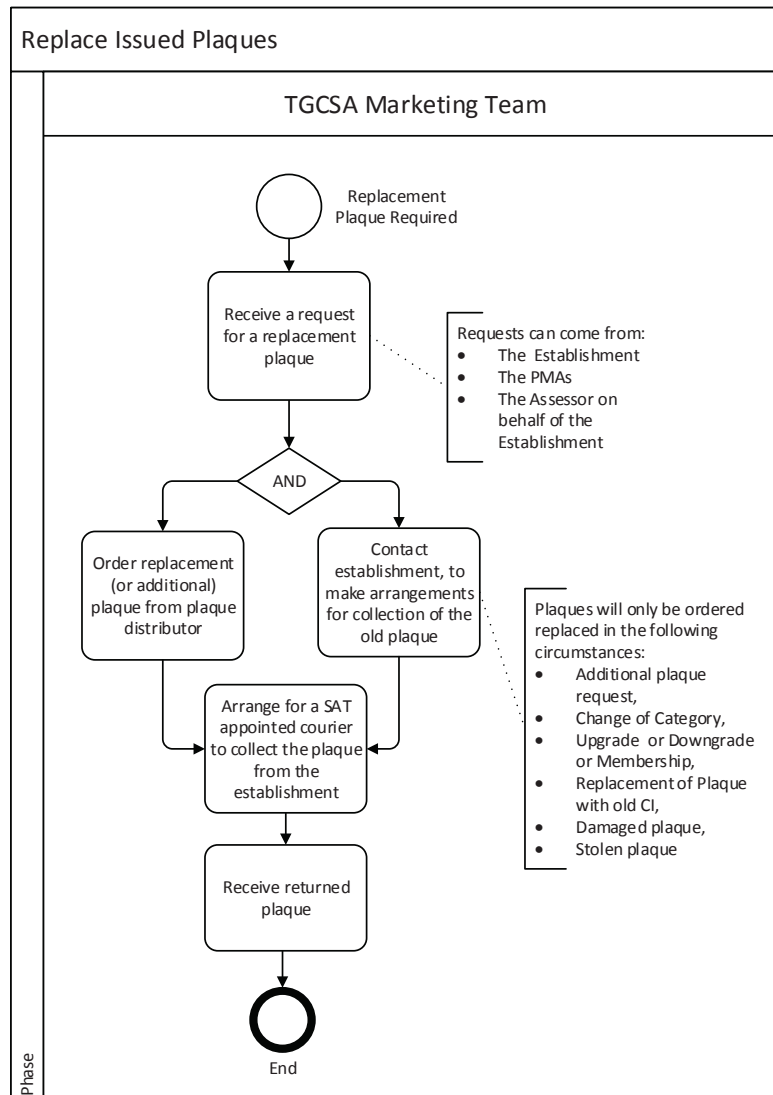 Replace Issued Plaques
TGCSA Marketing Team
Replacement
Plaque Required
Receive a request
for a replacement
plaque
Requests can come from:
• The Establishment
• The PMAs
• The Assessor on
behalf of the
Establishment
AND
Order replacement
(or additional)
plaque from plaque
distributor
Contact
establishment, to
make arrangements
for collection of the
old plaque
Plaques will only be ordered
replaced in the following
circumstances:
• Additional plaque
request,
• Change of Category,
• Upgrade or Downgrade
or Membership,
• Replacement of Plaque
with old CI,
• Damaged plaque,
• Stolen plaque
Arrange for a SAT
appointed courier
to collect the plaque
from the
establishment
Receive returned
plaque
End
Phase